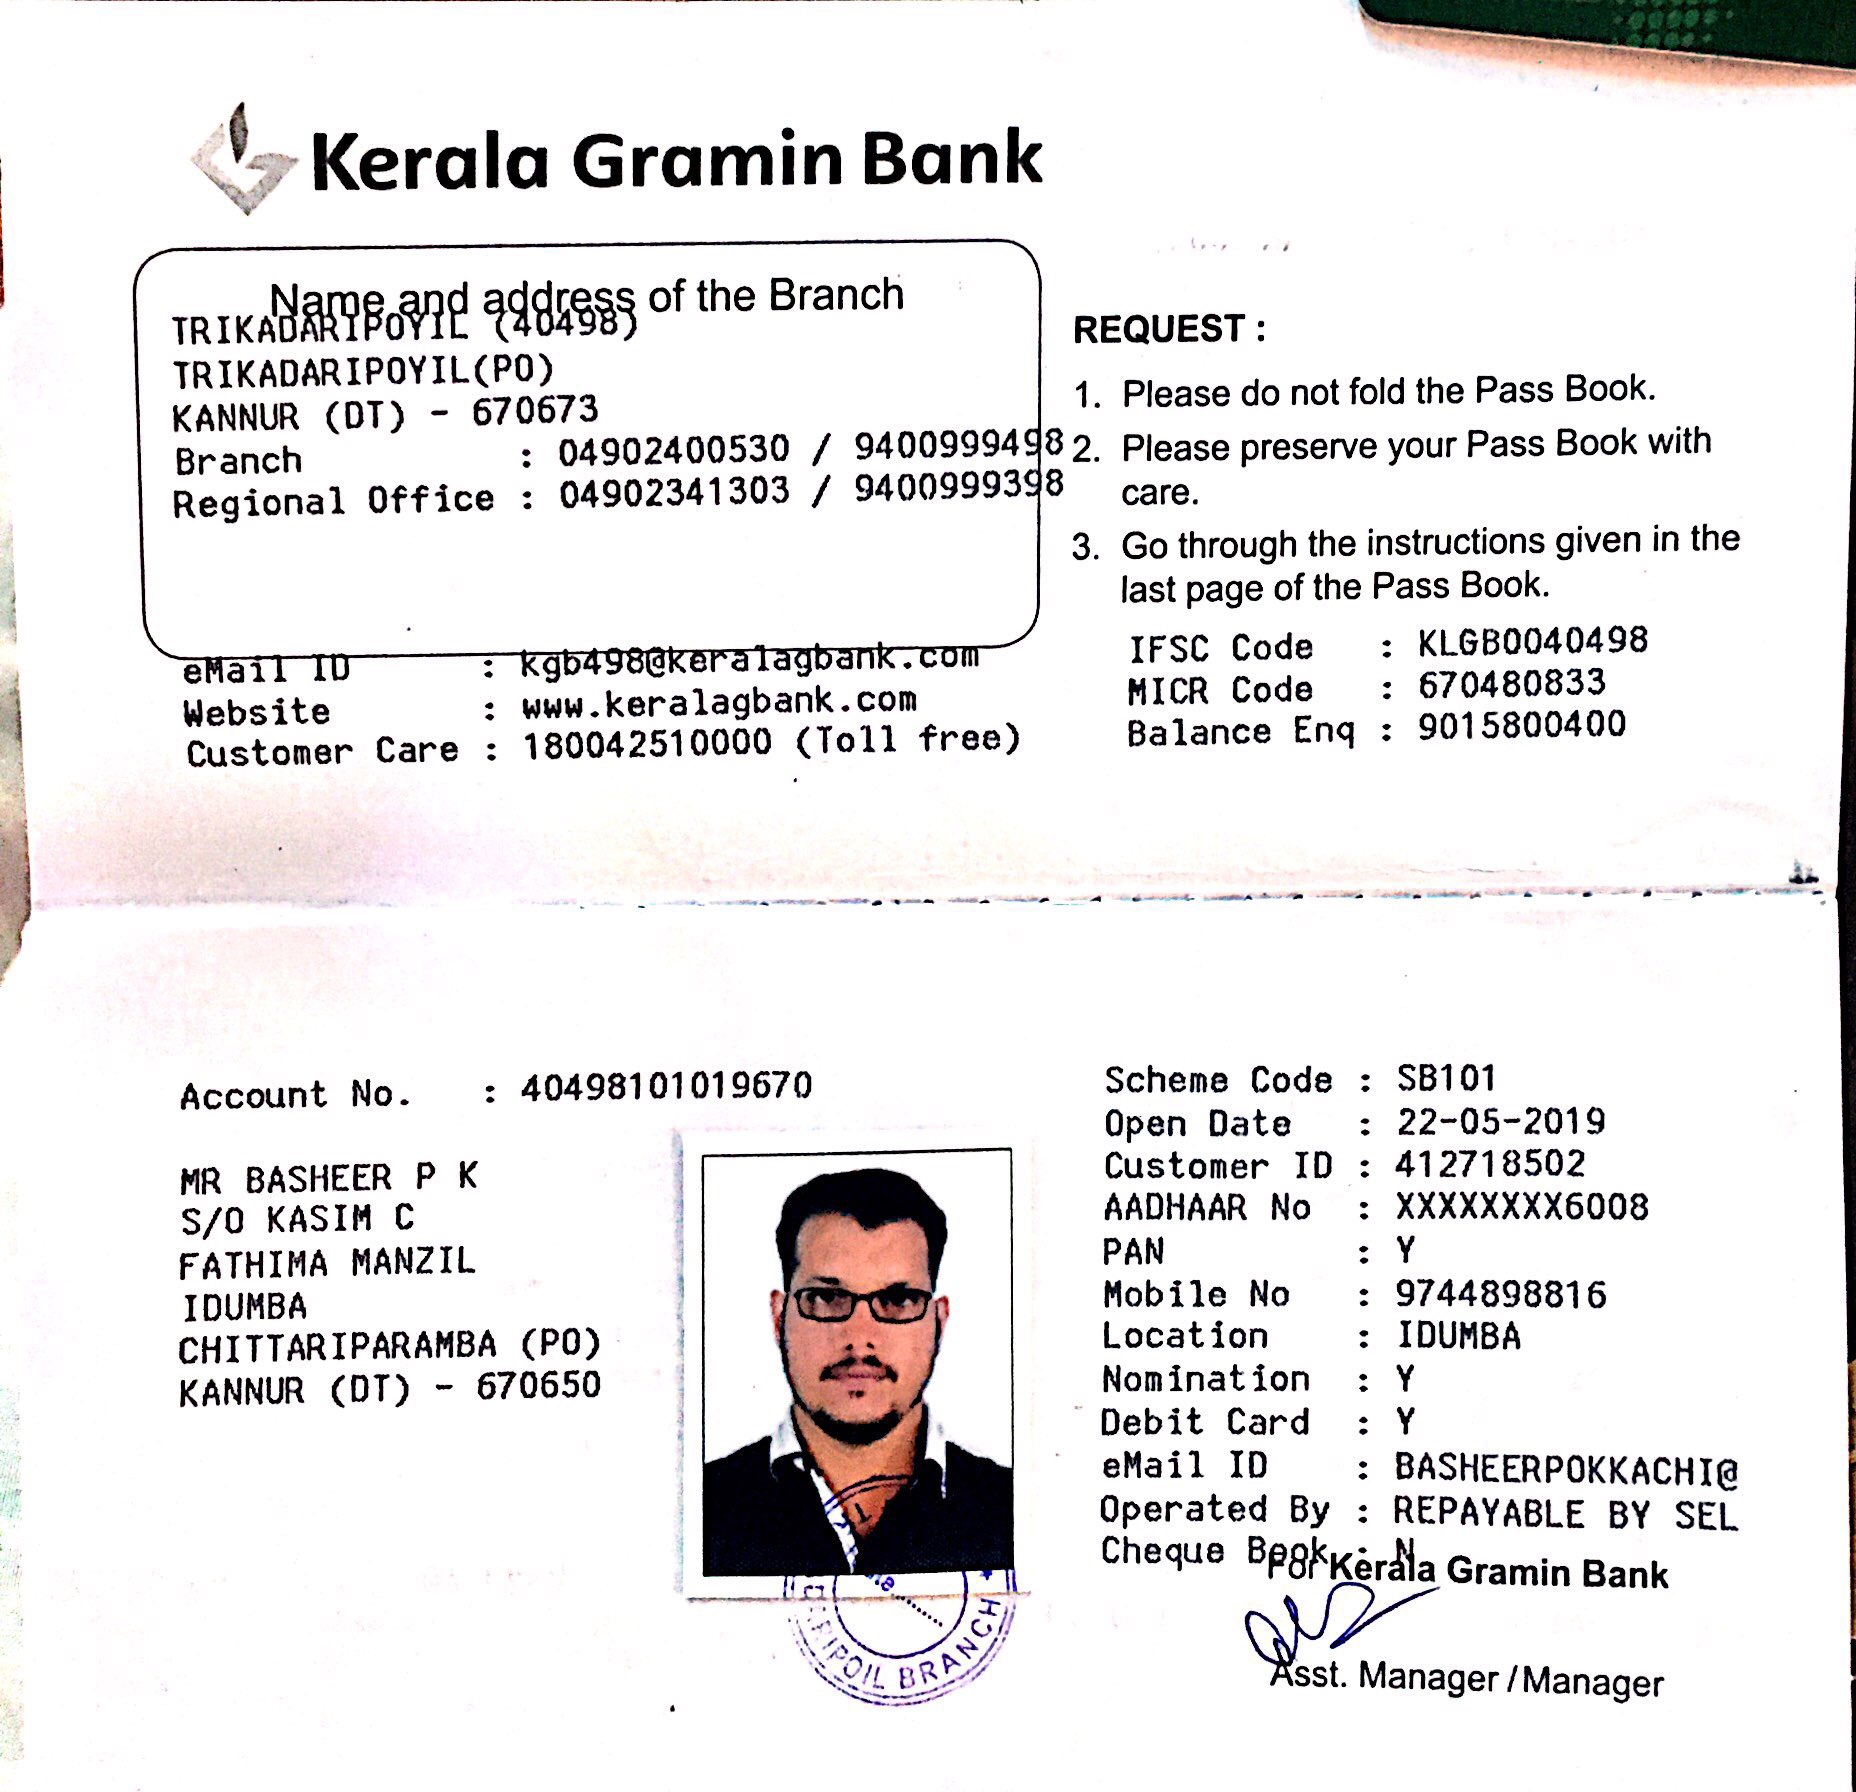 Kerala Gramin Bank
Name and address of the Branch
TRIKADARIPOYIL (40498)
TRIKADARIPOYIL(PO)
KANNUR (DT) - 670673
Branch : 04902400530 / 9400999498
Regional Office : 04902341303 / 9400999398
eMail ID : kgb498@keralagbank.com
Website : www.keralagbank.com
Customer Care : 180042510000 (Toll free)
REQUEST :
1. Please do not fold the Pass Book.
2. Please preserve your Pass Book with
care.
3. Go through the instructions given in the
last page of the Pass Book.
IFSC Code : KLGB0040498
MICR Code : 670480833
Balance Enq : 9015800400
Account No. : 40498101019670
MR BASHEER P K
S/O KASIM C
FATHIMA MANZIL
IDUMBA
CHITTARIPARAMBA (PO)
KANNUR (DT) - 670650
Scheme Code : SB101
Open Date : 22-05-2019
Customer ID : 412718502
AADHAAR No : XXXXXXXX6008
PAN : Y
Mobile No : 9744898816
Location : IDUMBA
Nomination : Y
Debit Card : Y
eMail ID : BASHEERPOKKACHI@
Operated By : REPAYABLE BY SEL
Cheque Book : N
For Kerala Gramin Bank
Asst. Manager / Manager
BRANCH